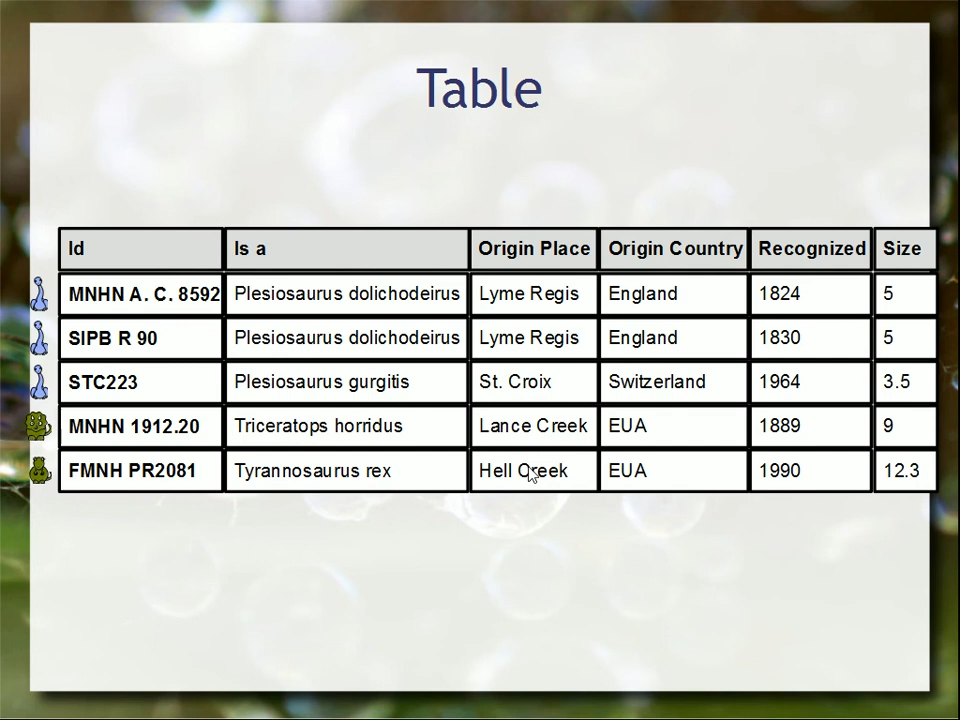 Table
Id Is a Origin Place Origin Country Recognized Size
MNHN A. C. 8592 Plesiosaurus dolichodeirus Lyme Regis England 1824 5
SIPB R 90 Plesiosaurus dolichodeirus Lyme Regis England 1830 5
STC223 Plesiosaurus gurgitis St. Croix Switzerland 1964 3.5
MNHN 1912.20 Triceratops horridus Lance Creek EUA 1889 9
FMNH PR2081 Tyrannosaurus rex Hell Creek EUA 1990 12.3